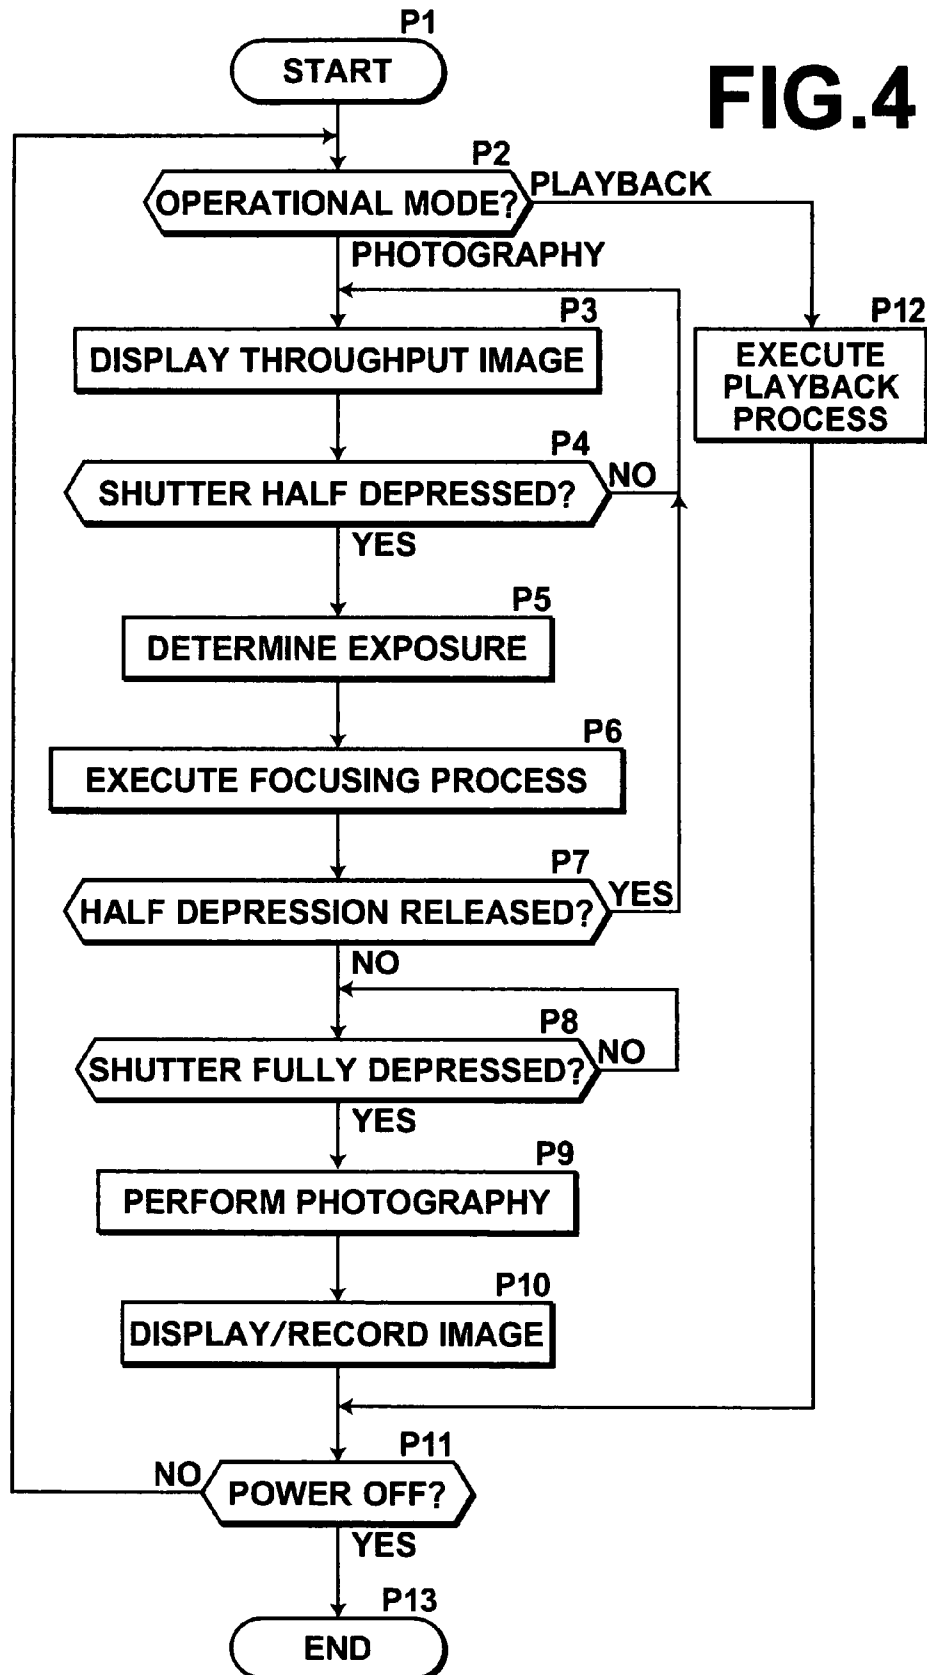 P1
START
FIG.4
P2
OPERATIONAL MODE?
PLAYBACK
PHOTOGRAPHY
P3
DISPLAY THROUGHPUT IMAGE
P12
EXECUTE
PLAYBACK
PROCESS
P4
SHUTTER HALF DEPRESSED?
NO
YES
P5
DETERMINE EXPOSURE
P6
EXECUTE FOCUSING PROCESS
P7
HALF DEPRESSION RELEASED?
YES
NO
P8
SHUTTER FULLY DEPRESSED?
NO
YES
P9
PERFORM PHOTOGRAPHY
P10
DISPLAY/RECORD IMAGE
P11
NO
POWER OFF?
YES
P13
END